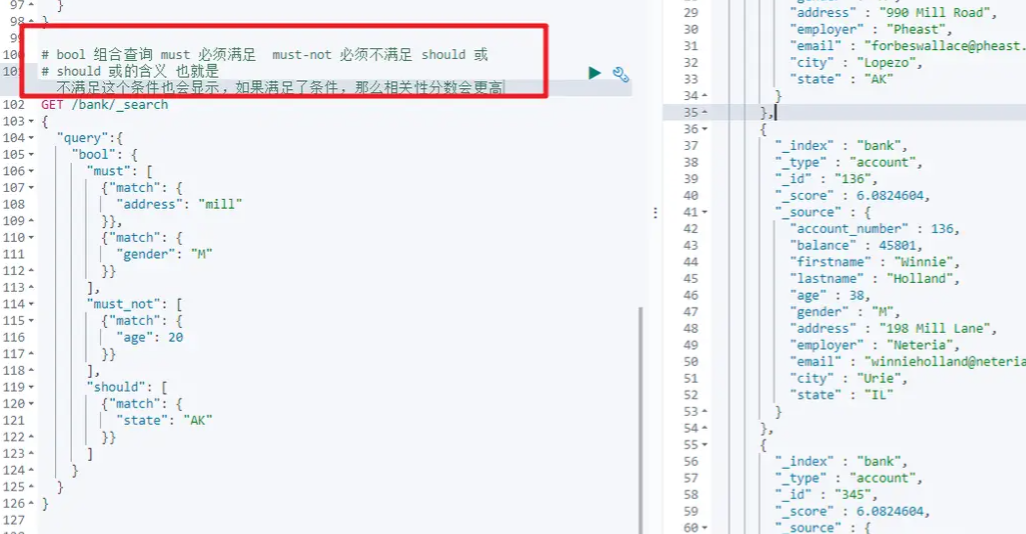 97
}
98
}
99
100
# bool 组合查询 must 必须满足 must-not 必须不满足 should 或
101
# should 或的含义 也就是
不满足这个条件也会显示，如果满足了条件，那么相关性分数会更高
102
GET /bank/_search
103
{
104
"query":{
105
"bool": {
106
"must": [
107
{"match": {
108
"address": "mill"
109
}},
110
{"match": {
111
"gender": "M"
112
}}
113
],
114
"must_not": [
115
{"match": {
116
"age": 20
117
}}
118
],
119
"should": [
120
{"match": {
121
"state": "AK"
122
}}
123
]
124
}
125
}
126
}
127
29
"address" : "990 Mill Road",
30
"employer" : "Pheast",
31
"email" : "forbeswallace@pheast.
32
"city" : "Lopezo",
33
"state" : "AK"
34
}
35
},
36
{
37
"_index" : "bank",
38
"_type" : "account",
39
"_id" : "136",
40
"_score" : 6.0824604,
41
"_source" : {
42
"account_number" : 136,
43
"balance" : 45801,
44
"firstname" : "Winnie",
45
"lastname" : "Holland",
46
"age" : 38,
47
"gender" : "M",
48
"address" : "198 Mill Lane",
49
"employer" : "Neteria",
50
"email" : "winnieholland@neteria
51
"city" : "Urie",
52
"state" : "IL"
53
}
54
},
55
{
56
"_index" : "bank",
57
"_type" : "account",
58
"_id" : "345",
59
"_score" : 6.0824604,
60
"_source" : {